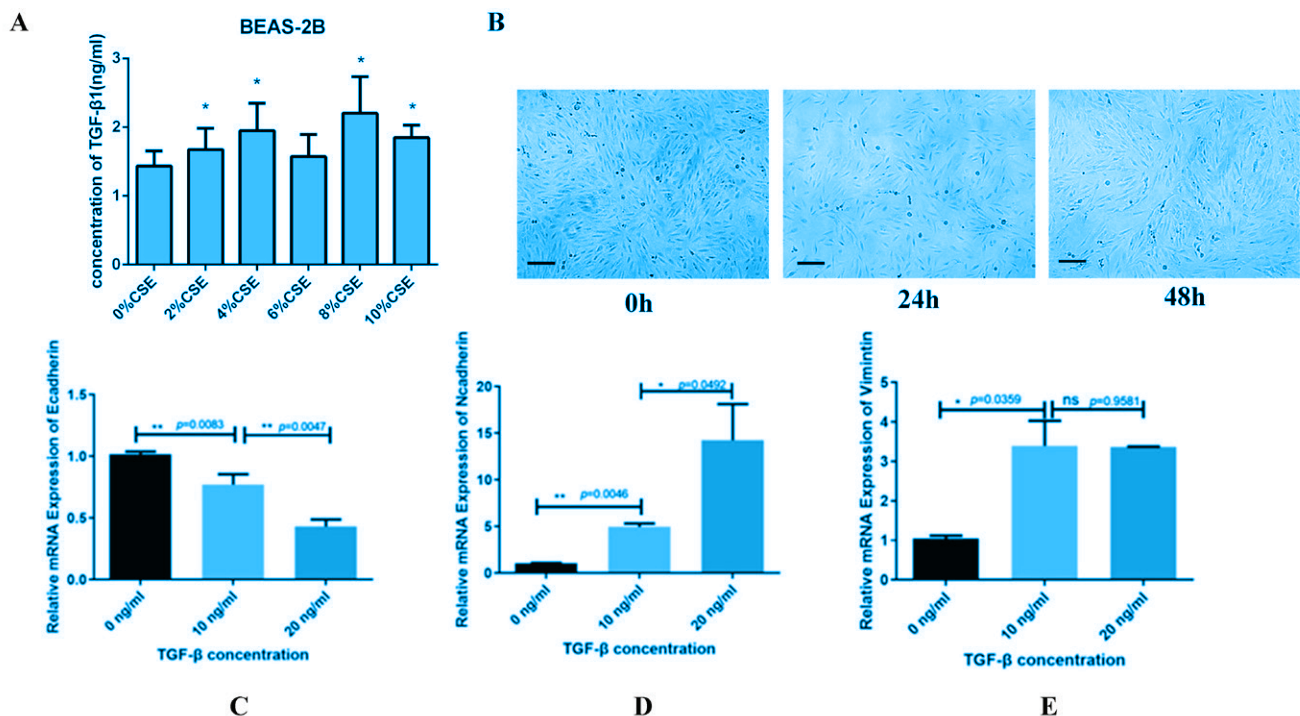 A
BEAS-2B
concentration of TGF-β1(ng/ml)
3
2
1
0
*
*
*
*
0%CSE
2%CSE
4%CSE
6%CSE
8%CSE
10%CSE
B
0h
24h
48h
Relative mRNA Expression of Ecadherin
1.5
1.0
0.5
0.0
** p=0.0083
** p=0.0047
0 ng/ml
10 ng/ml
20 ng/ml
TGF-β concentration
C
Relative mRNA Expression of Ncadherin
20
15
10
5
0
** p=0.0046
* p=0.0492
0 ng/ml
10 ng/ml
20 ng/ml
TGF-β concentration
D
Relative mRNA Expression of Vimintin
5
4
3
2
1
0
* p=0.0359
ns p=0.9581
0 ng/ml
10 ng/ml
20 ng/ml
TGF-β concentration
E